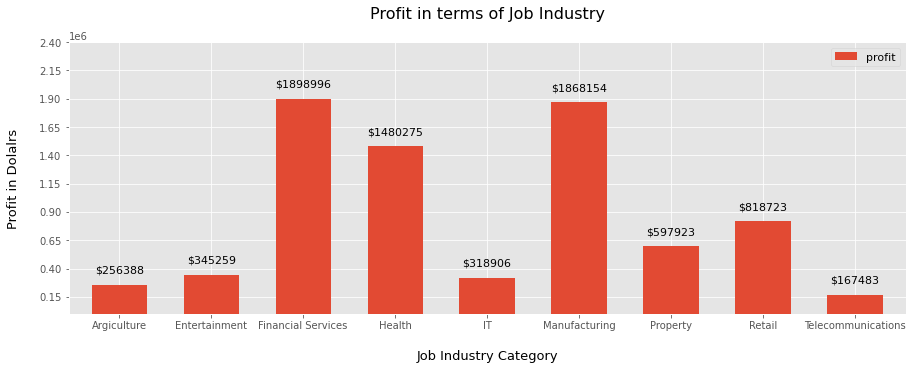 Profit in terms of Job Industry
1e6
2.40
2.15
1.90
1.65
1.40
1.15
0.90
0.65
0.40
0.15
Profit in Dolalrs
profit
$256388
$345259
$1898996
$1480275
$318906
$1868154
$597923
$818723
$167483
Argiculture
Entertainment
Financial Services
Health
IT
Manufacturing
Property
Retail
Telecommunications
Job Industry Category